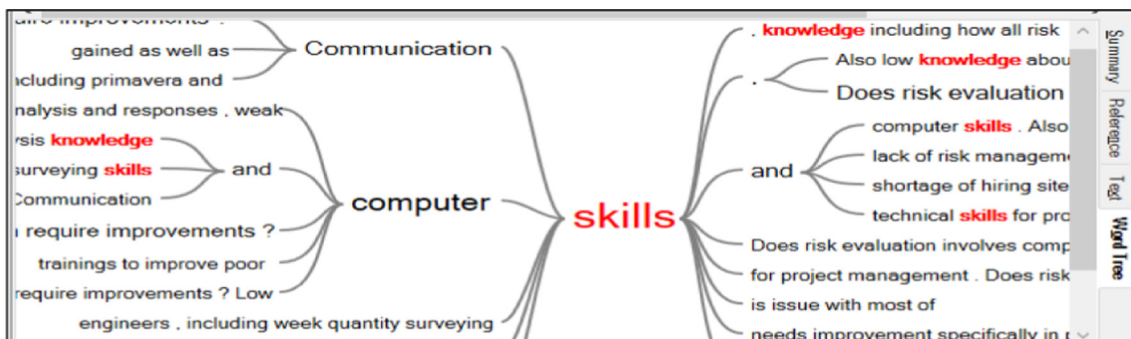 gained as well as
Communication
including primavera and
analysis and responses , weak
knowledge
surveying skills
and
Communication
computer
require improvements ?
trainings to improve poor
require improvements ? Low
engineers , including week quantity surveying
skills
. knowledge including how all risk
.
Also low knowledge
Does risk evaluation
and
computer skills . Also
lack of risk
shortage of hiring site
technical skills for
Does risk evaluation involves
for project management . Does risk
is issue with most of
needs improvement specifically in
Summary
Reference
Text
Word Tree